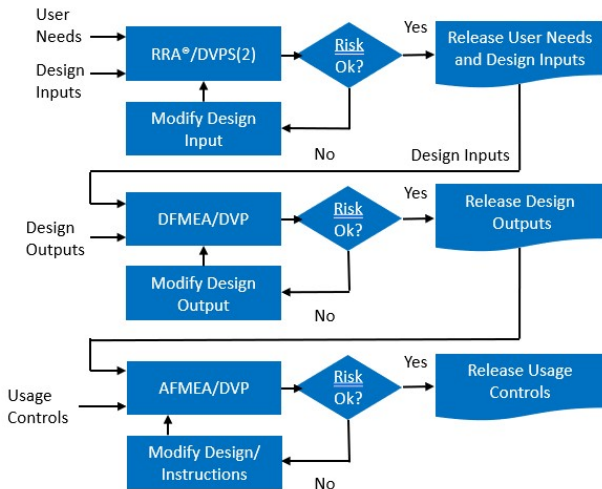 User
Needs
Design
Inputs
RRA®/DVPS(2)
Risk
Ok?
Yes
Release User Needs
and Design Inputs
Modify Design
Input
No
Design Inputs
Design
Outputs
DFMEA/DVP
Risk
Ok?
Yes
Release Design
Outputs
Modify Design
Output
No
Usage
Controls
AFMEA/DVP
Risk
Ok?
Yes
Release Usage
Controls
Modify Design/
Instructions
No